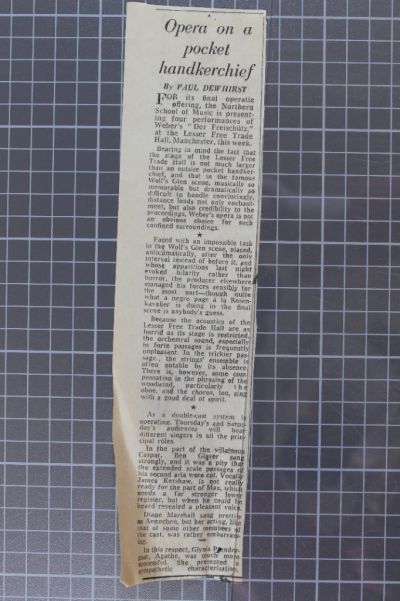 Opera on a
pocket
handkerchief
By PAUL DEWHIRST
FOR its final operatic
offering, the Northern
School of Music is present-
ing four performances of
Weber's "Der Freischütz,"
at the Lesser Free Trade
Hall, Manchester, this week.
Bearing in mind the fact that
the stage of the Lesser Free
Trade Hall is not much larger
than an outsize pocket handker-
chief, and that in the famous
Wolf's Glen scene, musically so
memorable but dramatically so
difficult to handle convincingly,
distance lends not only enchant-
ment, but also credibility to the
proceedings, Weber's opera is not
an obvious choice for such
confined surroundings.
★
Faced with an impossible task
in the Wolf's Glen scene, placed,
anticlimatically, after the only
interval instead of before it, and
whose apparitions last night
evoked hilarity rather than
horror, the producer elsewhere
managed his forces sensibly for
the most part—though quite
what a negro page à la Rosen-
kavalier is doing in the final
scene is anybody's guess.
Because the acoustics of the
Lesser Free Trade Hall are as
horrid as its stage is restricted,
the orchestral sound, especially
in forte passages is frequently
unpleasant. In the trickier pas-
sages, the strings' ensemble is
often notable by its absence.
There is, however, some com-
pensation in the phrasing of the
woodwind, particularly the
oboe, and the chorus, too, sing
with a good deal of spirit.
★
As a double-cast system is
operating, Thursday's and Satur-
day's audiences will hear
different singers in all the prin-
cipal roles.
In the part of the villainous
Caspar, Ben Glover sang
strongly, and it was a pity that
the extended scale passages of
his second aria were cut. Vocally
James Kershaw, is not really
ready for the part of Max, which
needs a far stronger lower
register, but when he could be
heard revealed a pleasant voice.
Diane Marshall sang prettily
as Aennchen, but her acting, like
that of some other members of
the cast, was rather embarrass-
ing.
In this respect, Glynis Prender-
gast, Agathe, was much more
successful. She presented a
sympathetic characterisation,